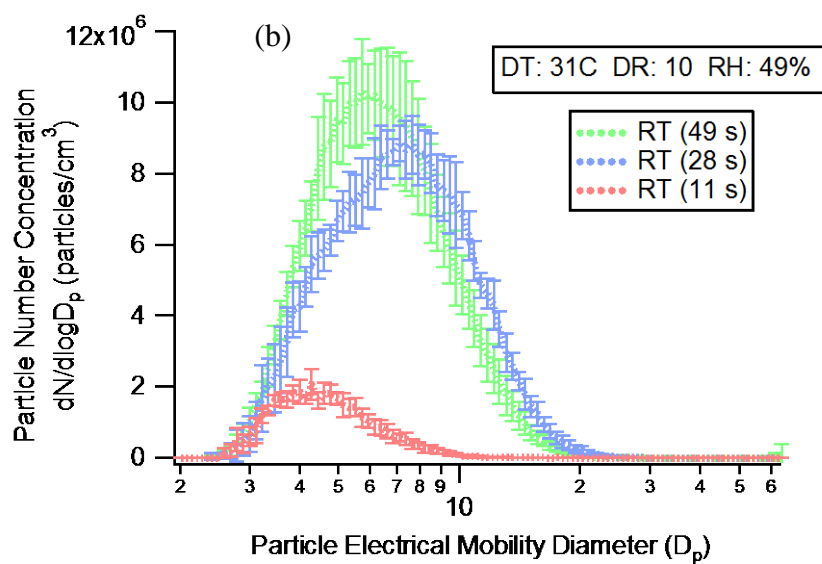 (b)
DT: 31C DR: 10 RH: 49%
RT (49 s)
RT (28 s)
RT (11 s)
Particle Number Concentration
dN/dlogDₚ (particles/cm³)
12x10⁶
10
8
6
4
2
0
2 3 4 5 6 7 8 9 10 2 3 4 5 6
Particle Electrical Mobility Diameter (Dₚ)